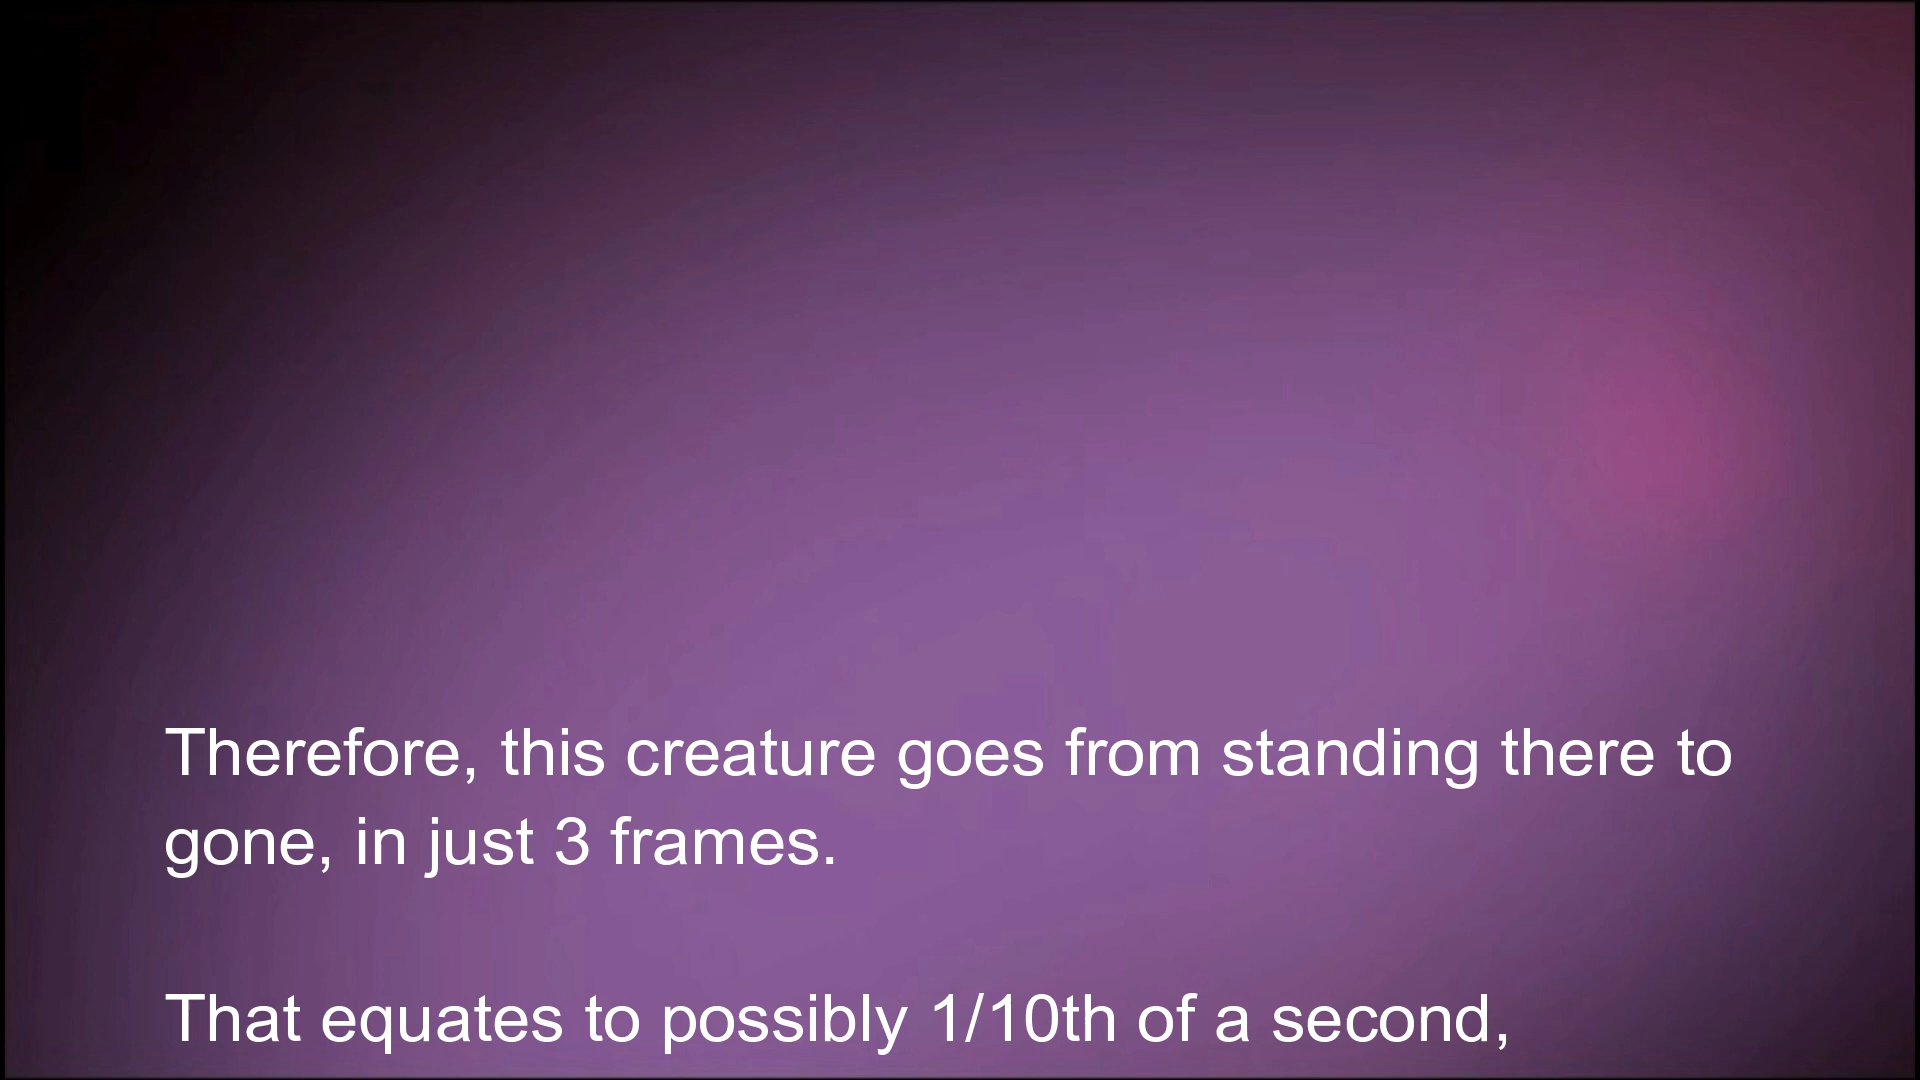 Therefore, this creature goes from standing there to
gone, in just 3 frames.
That equates to possibly 1/10th of a second,